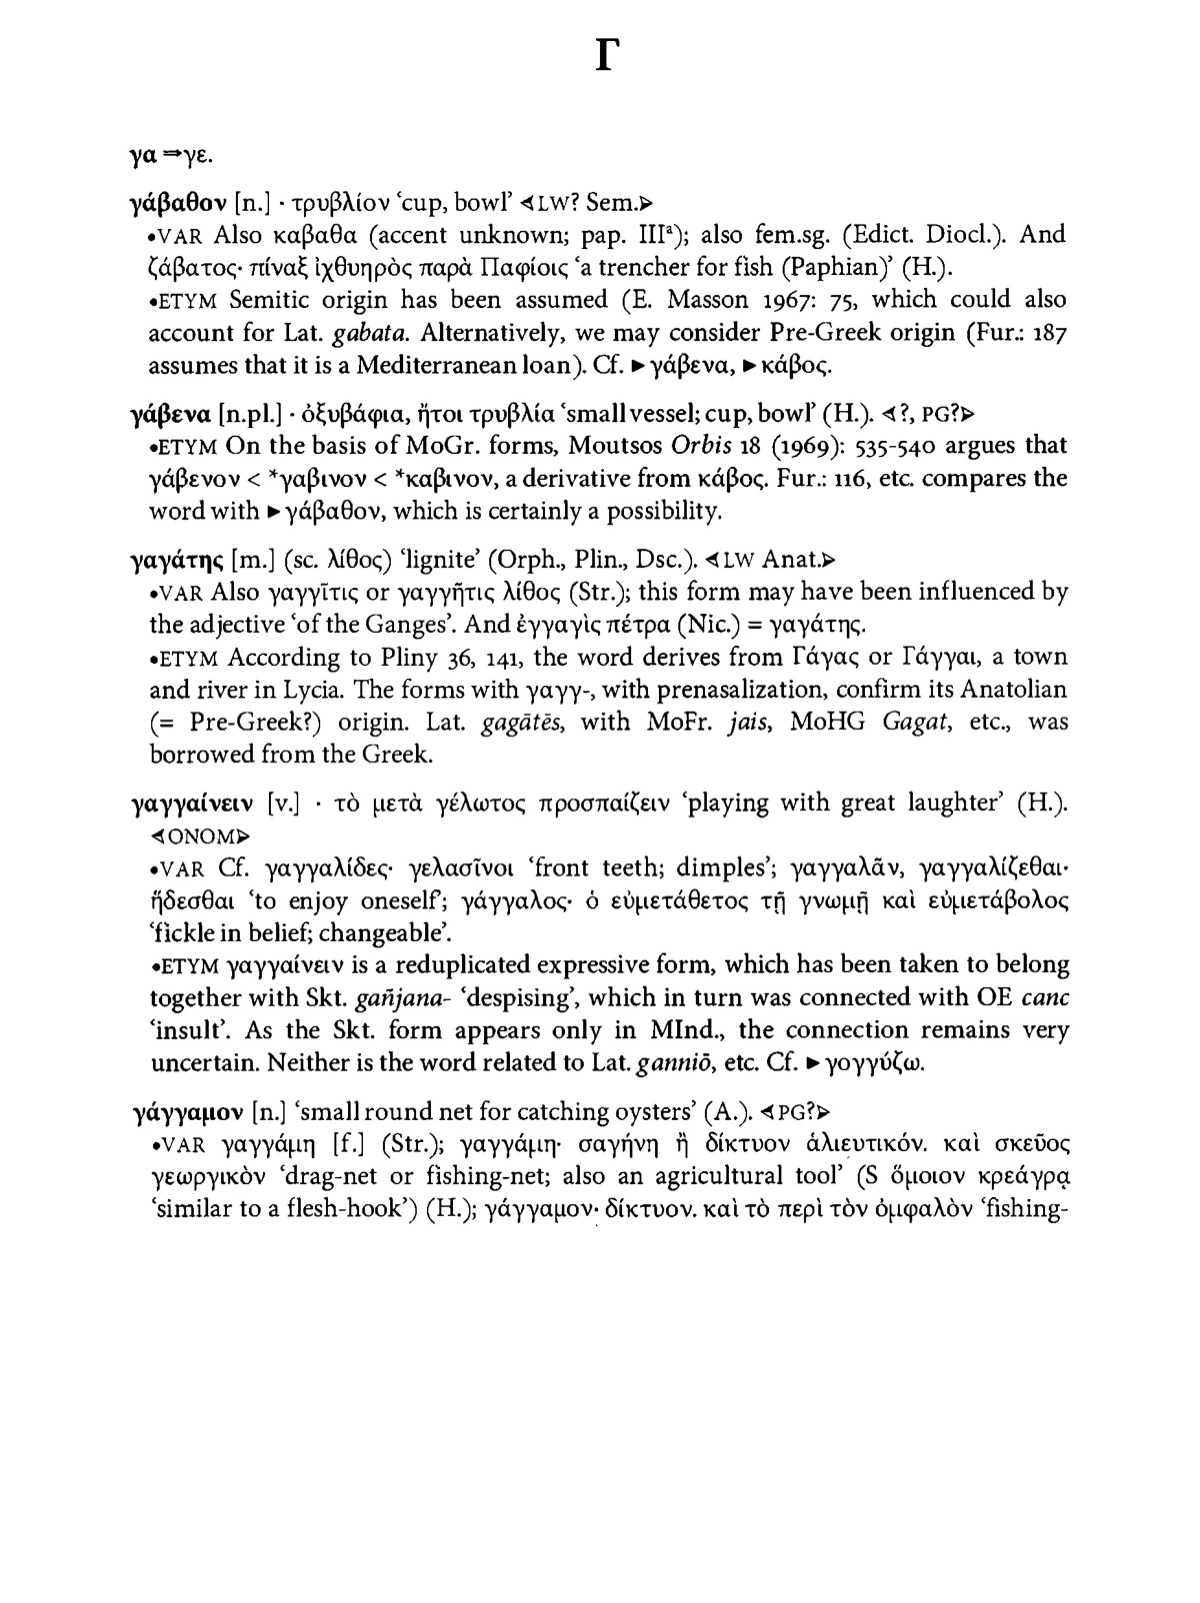 Γ
γα ⇒γε.
γάβαθον [n.] · τρυβλίον ‘cup, bowl’ ⋖LW? Sem.⋗
•VAR Also καβαθα (accent unknown; pap. IIIᵃ); also fem.sg. (Edict. Diocl.). And
ζάβατος· πίναξ ἰχθυηρὸς παρὰ Παφίοις ‘a trencher for fish (Paphian)’ (H.).
•ETYM Semitic origin has been assumed (E. Masson 1967: 75, which could also
account for Lat. gabata. Alternatively, we may consider Pre-Greek origin (Fur.: 187
assumes that it is a Mediterranean loan). Cf. ►γάβενα, ►κάβος.
γάβενα [n.pl.] · ὀξυβάφια, ἤτοι τρυβλία ‘small vessel; cup, bowl’ (H.). ⋖?, PG?⋗
•ETYM On the basis of MoGr. forms, Moutsos Orbis 18 (1969): 535-540 argues that
γάβενον < *γαβινον < *καβινον, a derivative from κάβος. Fur.: 116, etc. compares the
word with ►γάβαθον, which is certainly a possibility.
γαγάτης [m.] (sc. λίθος) ‘lignite’ (Orph., Plin., Dsc.). ⋖LW Anat.⋗
•VAR Also γαγγῖτις or γαγγῆτις λίθος (Str.); this form may have been influenced by
the adjective ‘of the Ganges’. And ἐγγαγὶς πέτρα (Nic.) = γαγάτης.
•ETYM According to Pliny 36, 141, the word derives from Γάγας or Γάγγαι, a town
and river in Lycia. The forms with γαγγ-, with prenasalization, confirm its Anatolian
(= Pre-Greek?) origin. Lat. gagātēs, with MoFr. jais, MoHG Gagat, etc., was
borrowed from the Greek.
γαγγαίνειν [v.] · τὸ μετὰ γέλωτος προσπαίζειν ‘playing with great laughter’ (H.).
⋖ONOM⋗
•VAR Cf. γαγγαλίδες· γελασῖνοι ‘front teeth; dimples’; γαγγαλᾶν, γαγγαλίζεθαι·
ἥδεσθαι ‘to enjoy oneself’; γάγγαλος· ὁ εὐμετάθετος τῇ γνωμῇ καὶ εὐμετάβολος
‘fickle in belief; changeable’.
•ETYM γαγγαίνειν is a reduplicated expressive form, which has been taken to belong
together with Skt. gañjana- ‘despising’, which in turn was connected with OE canc
‘insult’. As the Skt. form appears only in MInd., the connection remains very
uncertain. Neither is the word related to Lat. ganniō, etc. Cf. ►γογγύζω.
γάγγαμον [n.] ‘small round net for catching oysters’ (A.). ⋖PG?⋗
•VAR γαγγάμη [f.] (Str.); γαγγάμη· σαγήνη ἢ δίκτυον ἁλιευτικόν. καὶ σκεῦος
γεωργικὸν ‘drag-net or fishing-net; also an agricultural tool’ (S ὅμοιον κρεάγρᾳ
‘similar to a flesh-hook’) (H.); γάγγαμον· δίκτυον. καὶ τὸ περὶ τὸν ὀμφαλὸν ‘fishing-